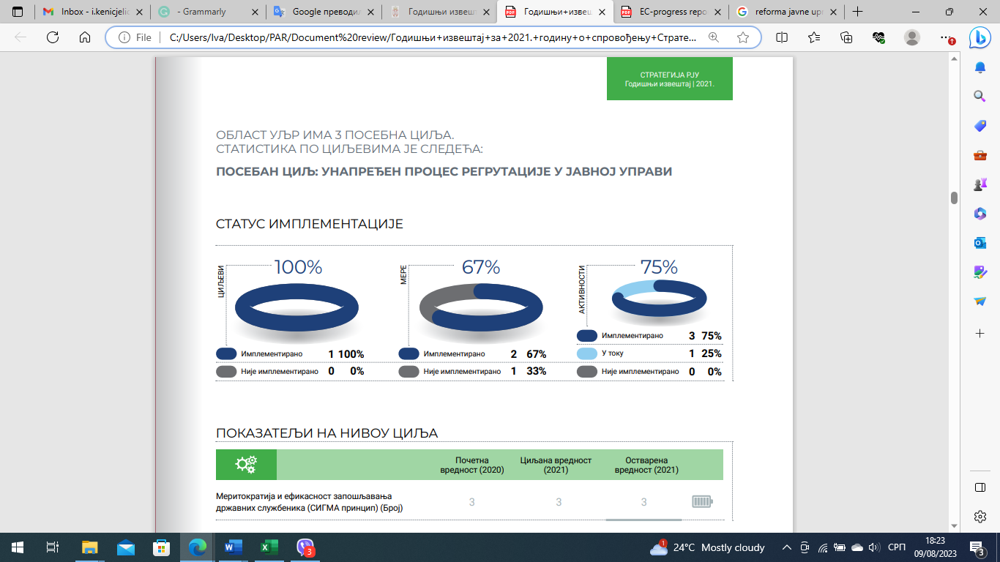 Inbox - i.kenicjelic
- Grammarly
Google преводил
Годишњи извешт
Годишњи+извеш
EC-progress repo
reforma javne upr
File
C:/Users/Iva/Desktop/PAR/Document%20review/Годишњи+извештај+за+2021.+годину+о+спровођењу+Страте...
СТРАТЕГИЈА РЈУ
Годишњи извештај | 2021.
ОБЛАСТ УЉР ИМА 3 ПОСЕБНА ЦИЉА.
СТАТИСТИКА ПО ЦИЉЕВИМА ЈЕ СЛЕДЕЋА:
ПОСЕБАН ЦИЉ: УНАПРЕЂЕН ПРОЦЕС РЕГРУТАЦИЈЕ У ЈАВНОЈ УПРАВИ
СТАТУС ИМПЛЕМЕНТАЦИЈЕ
ЦИЉЕВИ
100%
Имплементирано 1 100%
Није имплементирано 0 0%
МЕРЕ
67%
Имплементирано 2 67%
Није имплементирано 1 33%
АКТИВНОСТИ
75%
Имплементирано 3 75%
У току 1 25%
Није имплементирано 0 0%
ПОКАЗАТЕЉИ НА НИВОУ ЦИЉА
Почетна
вредност (2020)
Циљана вредност
(2021)
Остварена
вредност (2021)
Меритократија и ефикасност запошљавања
државних службеника (СИГМА принцип) (Број)
3 3 3
3
1
24°C Mostly cloudy
СРП
18:23
09/08/2023
3